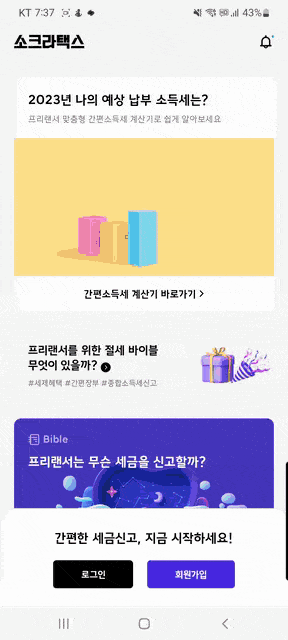 KT 7:37
43%
소크라택스
2023년 나의 예상 납부 소득세는?
프리랜서 맞춤형 간편소득세 계산기로 쉽게 알아보세요
간편소득세 계산기 바로가기 >
프리랜서를 위한 절세 바이블
무엇이 있을까?
#세제혜택 #간편장부 #종합소득세신고
Bible
프리랜서는 무슨 세금을 신고할까?
간편한 세금신고, 지금 시작하세요!
로그인
회원가입